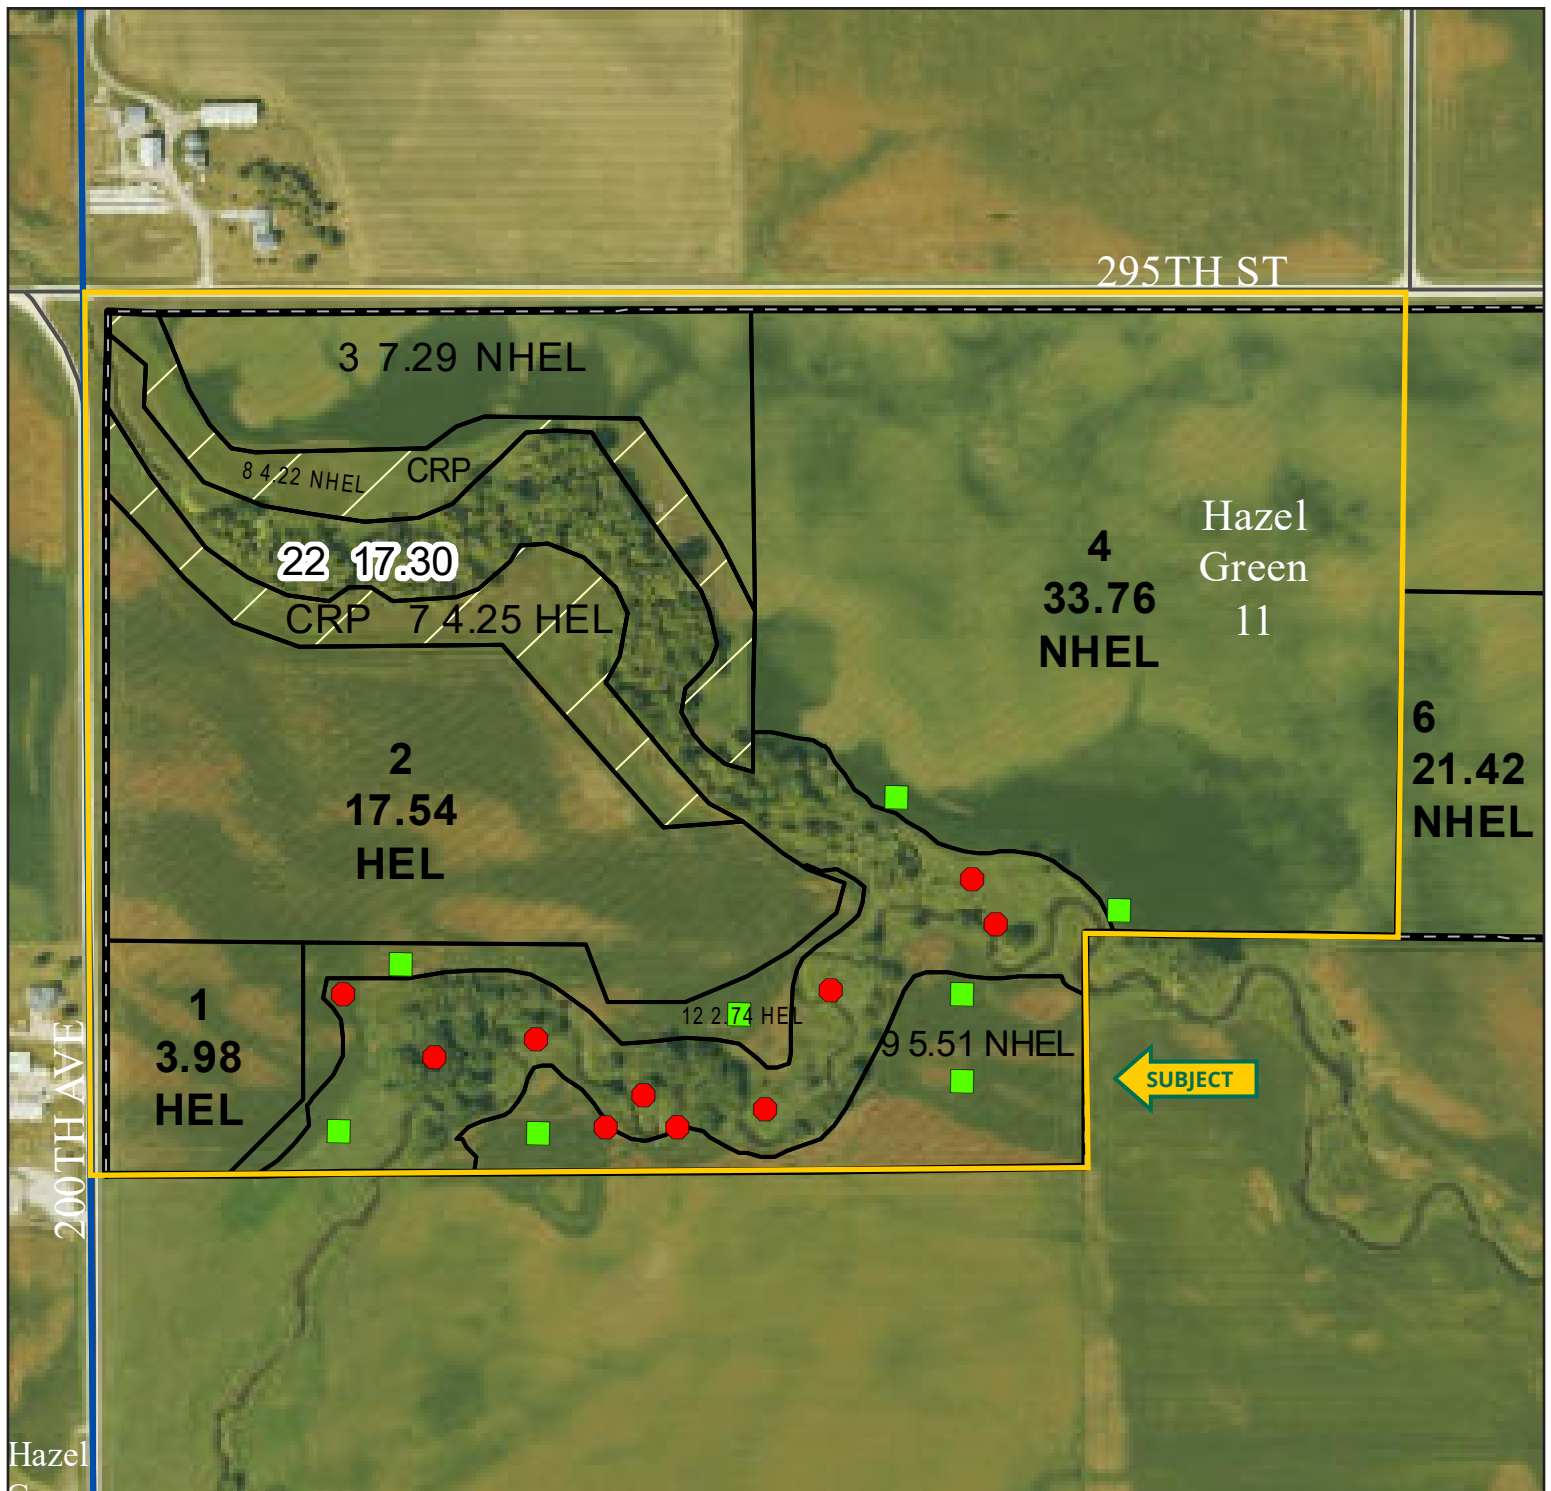 295TH ST
3 7.29 NHEL
8 4.22 NHEL
CRP
22 17.30
CRP 7 4.25 HEL
Hazel
Green
11
4
33.76
NHEL
6
21.42
NHEL
2
17.54
HEL
1
3.98
HEL
12 2.74 HEL
9 5.51 NHEL
SUBJECT
200TH AVE
Hazel